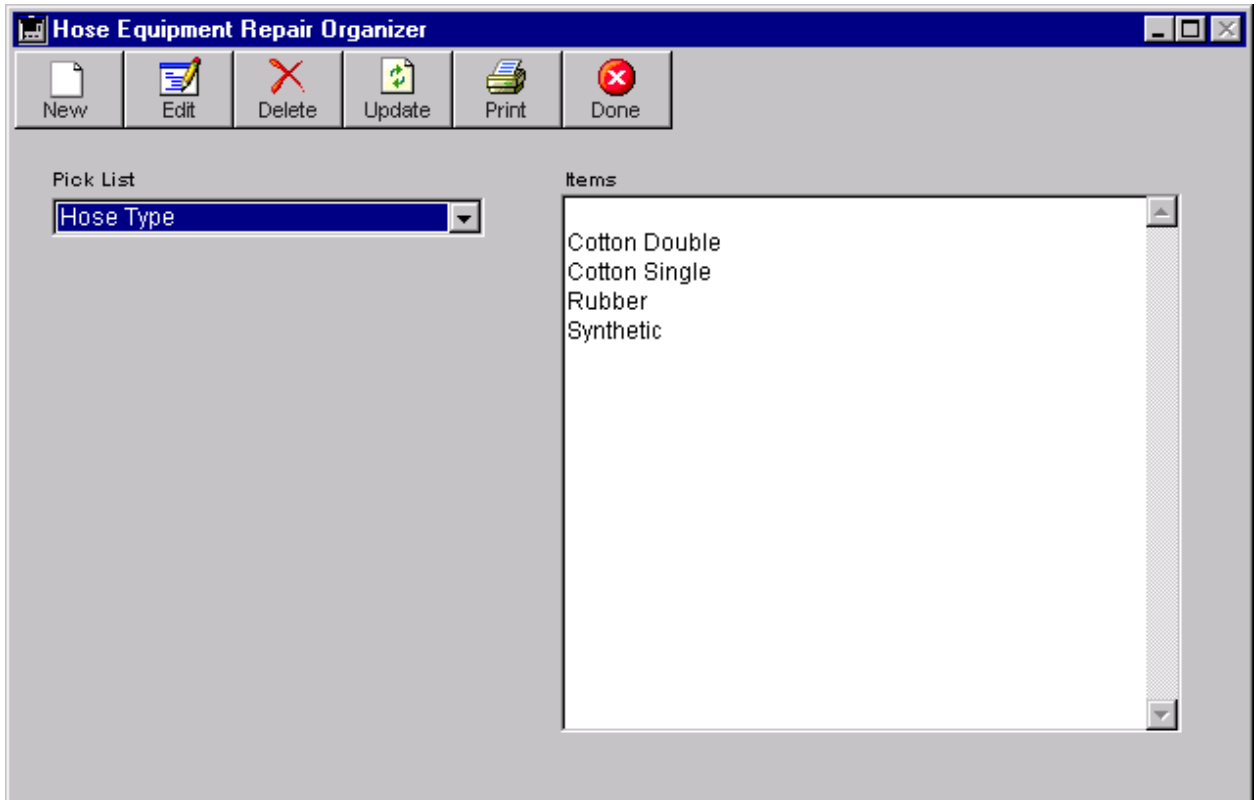 Hose Equipment Repair Organizer
New Edit Delete Update Print Done
Pick List
Hose Type
Items
Cotton Double
Cotton Single
Rubber
Synthetic